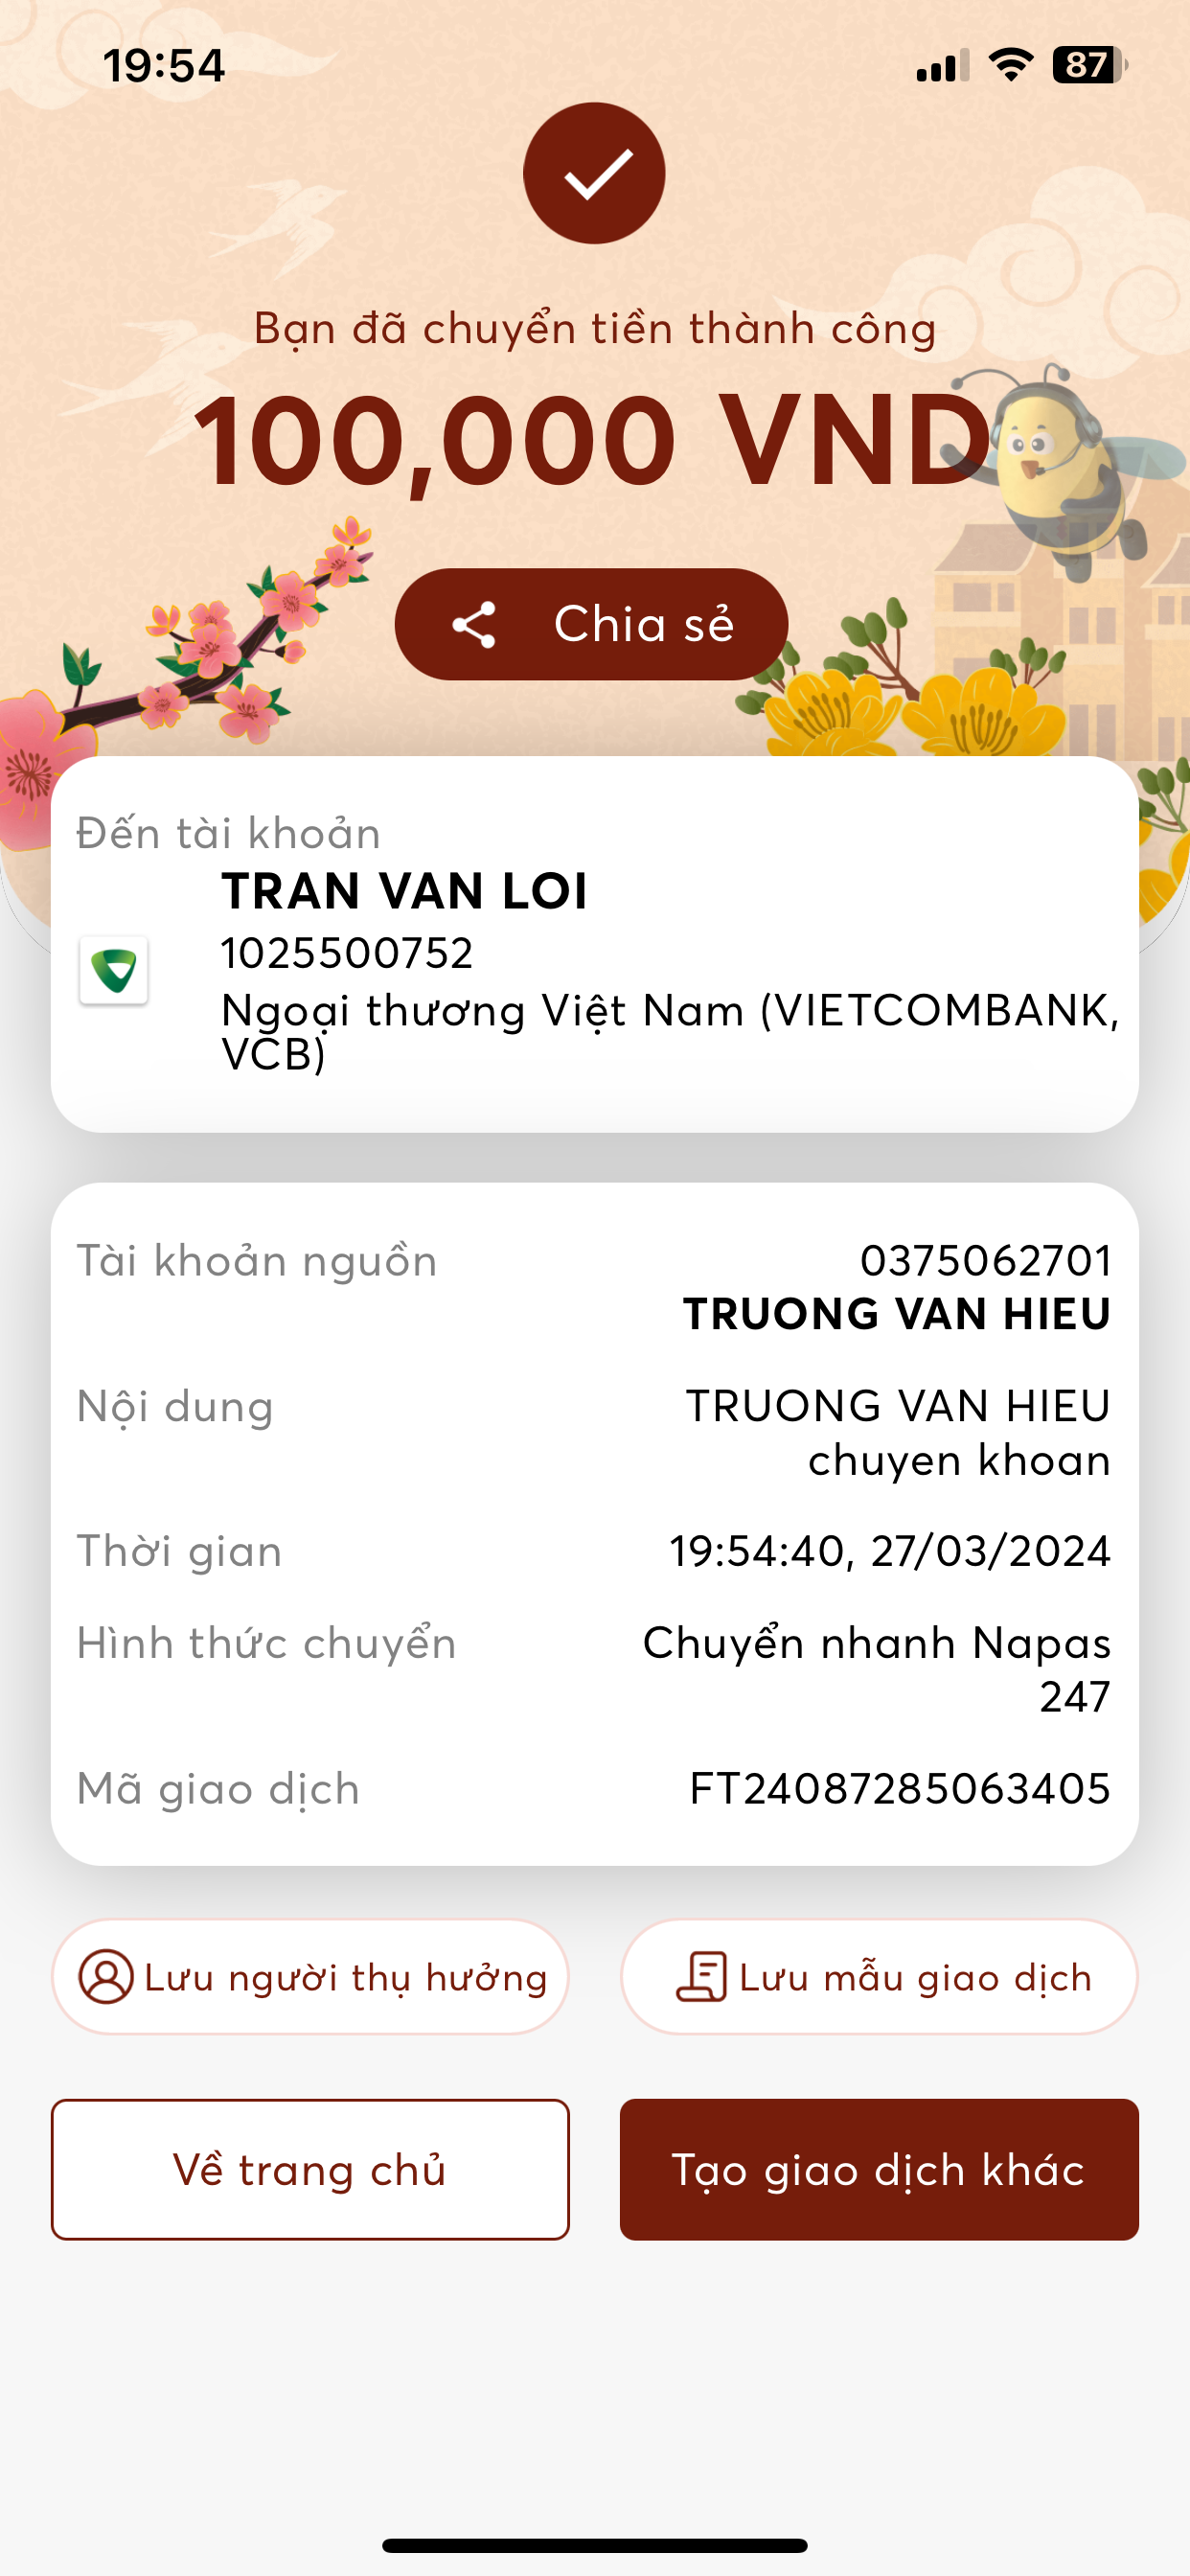 19:54
87
Bạn đã chuyển tiền thành công
100,000 VND
Chia sẻ
Đến tài khoản
TRAN VAN LOI
1025500752
Ngoại thương Việt Nam (VIETCOMBANK,
VCB)
Tài khoản nguồn
0375062701
TRUONG VAN HIEU
Nội dung
TRUONG VAN HIEU
chuyen khoan
Thời gian
19:54:40, 27/03/2024
Hình thức chuyển
Chuyển nhanh Napas
247
Mã giao dịch
FT24087285063405
Lưu người thụ hưởng
Lưu mẫu giao dịch
Về trang chủ
Tạo giao dịch khác